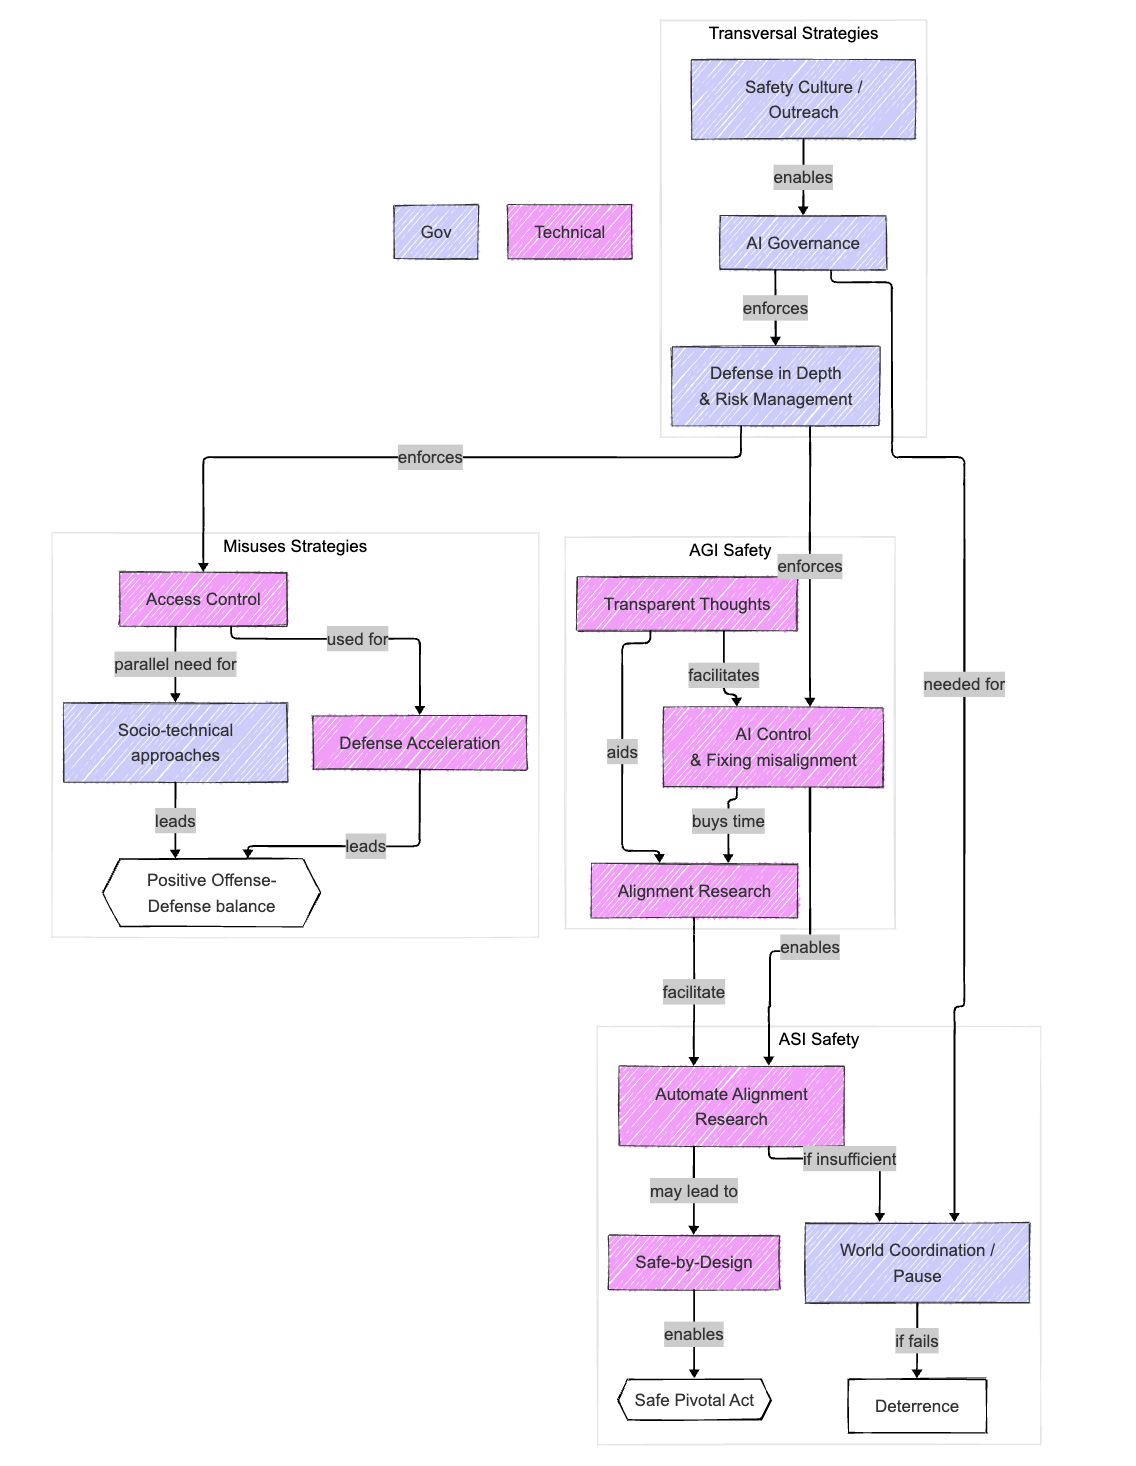 Transversal Strategies
Safety Culture /
Outreach
enables
Gov
Technical
AI Governance
enforces
Defense in Depth
& Risk Management
enforces
Misuses Strategies
Access Control
parallel need for
used for
Socio-technical
approaches
Defense Acceleration
leads
leads
Positive Offense-
Defense balance
AGI Safety
enforces
Transparent Thoughts
facilitates
needed for
AI Control
& Fixing misalignment
aids
buys time
Alignment Research
enables
facilitate
ASI Safety
Automate Alignment
Research
if insufficient
may lead to
Safe-by-Design
World Coordination /
Pause
enables
if fails
Safe Pivotal Act
Deterrence